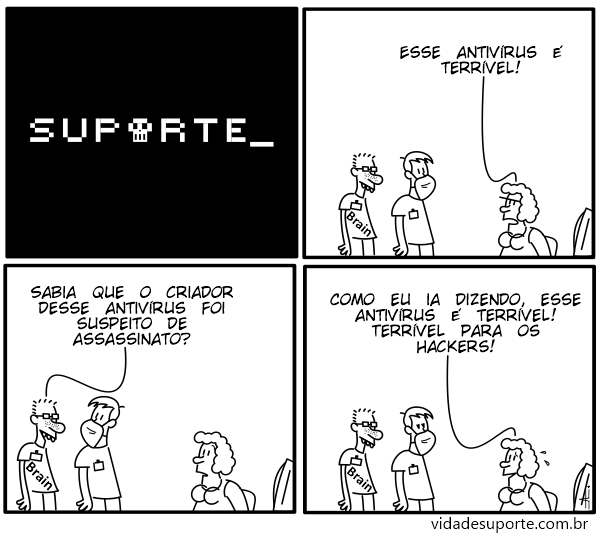 SUPORTE_
ESSE ANTIVÍRUS É
TERRÍVEL!
Brain
SABIA QUE O CRIADOR
DESSE ANTIVÍRUS FOI
SUSPEITO DE
ASSASSINATO?
Brain
COMO EU IA DIZENDO, ESSE
ANTIVÍRUS É TERRÍVEL!
TERRÍVEL PARA OS
HACKERS!
Brain
vidadesuporte.com.br